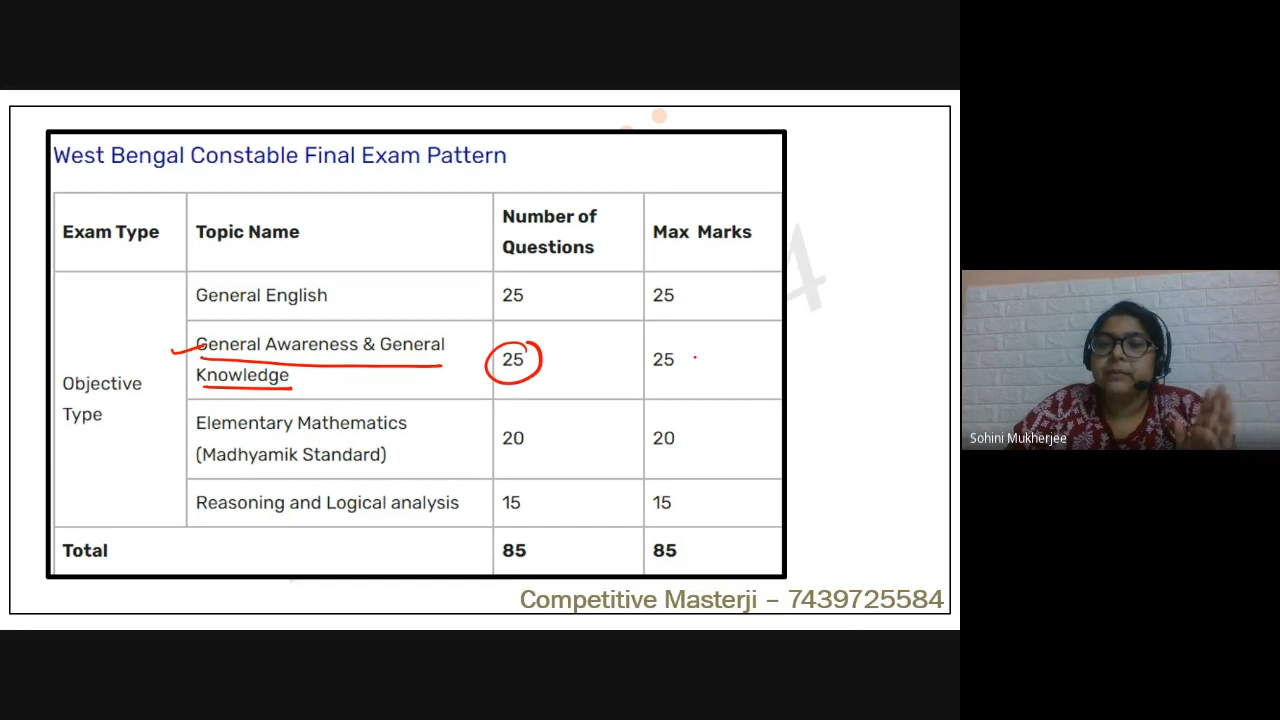 West Bengal Constable Final Exam Pattern
Exam Type
Topic Name
Number of
Questions
Max Marks
Objective
Type
General English
25
25
General Awareness & General
Knowledge
25
25
Elementary Mathematics
(Madhyamik Standard)
20
20
Reasoning and Logical analysis
15
15
Total
85
85
Competitive Masterji – 7439725584
4
Sohini Mukherjee